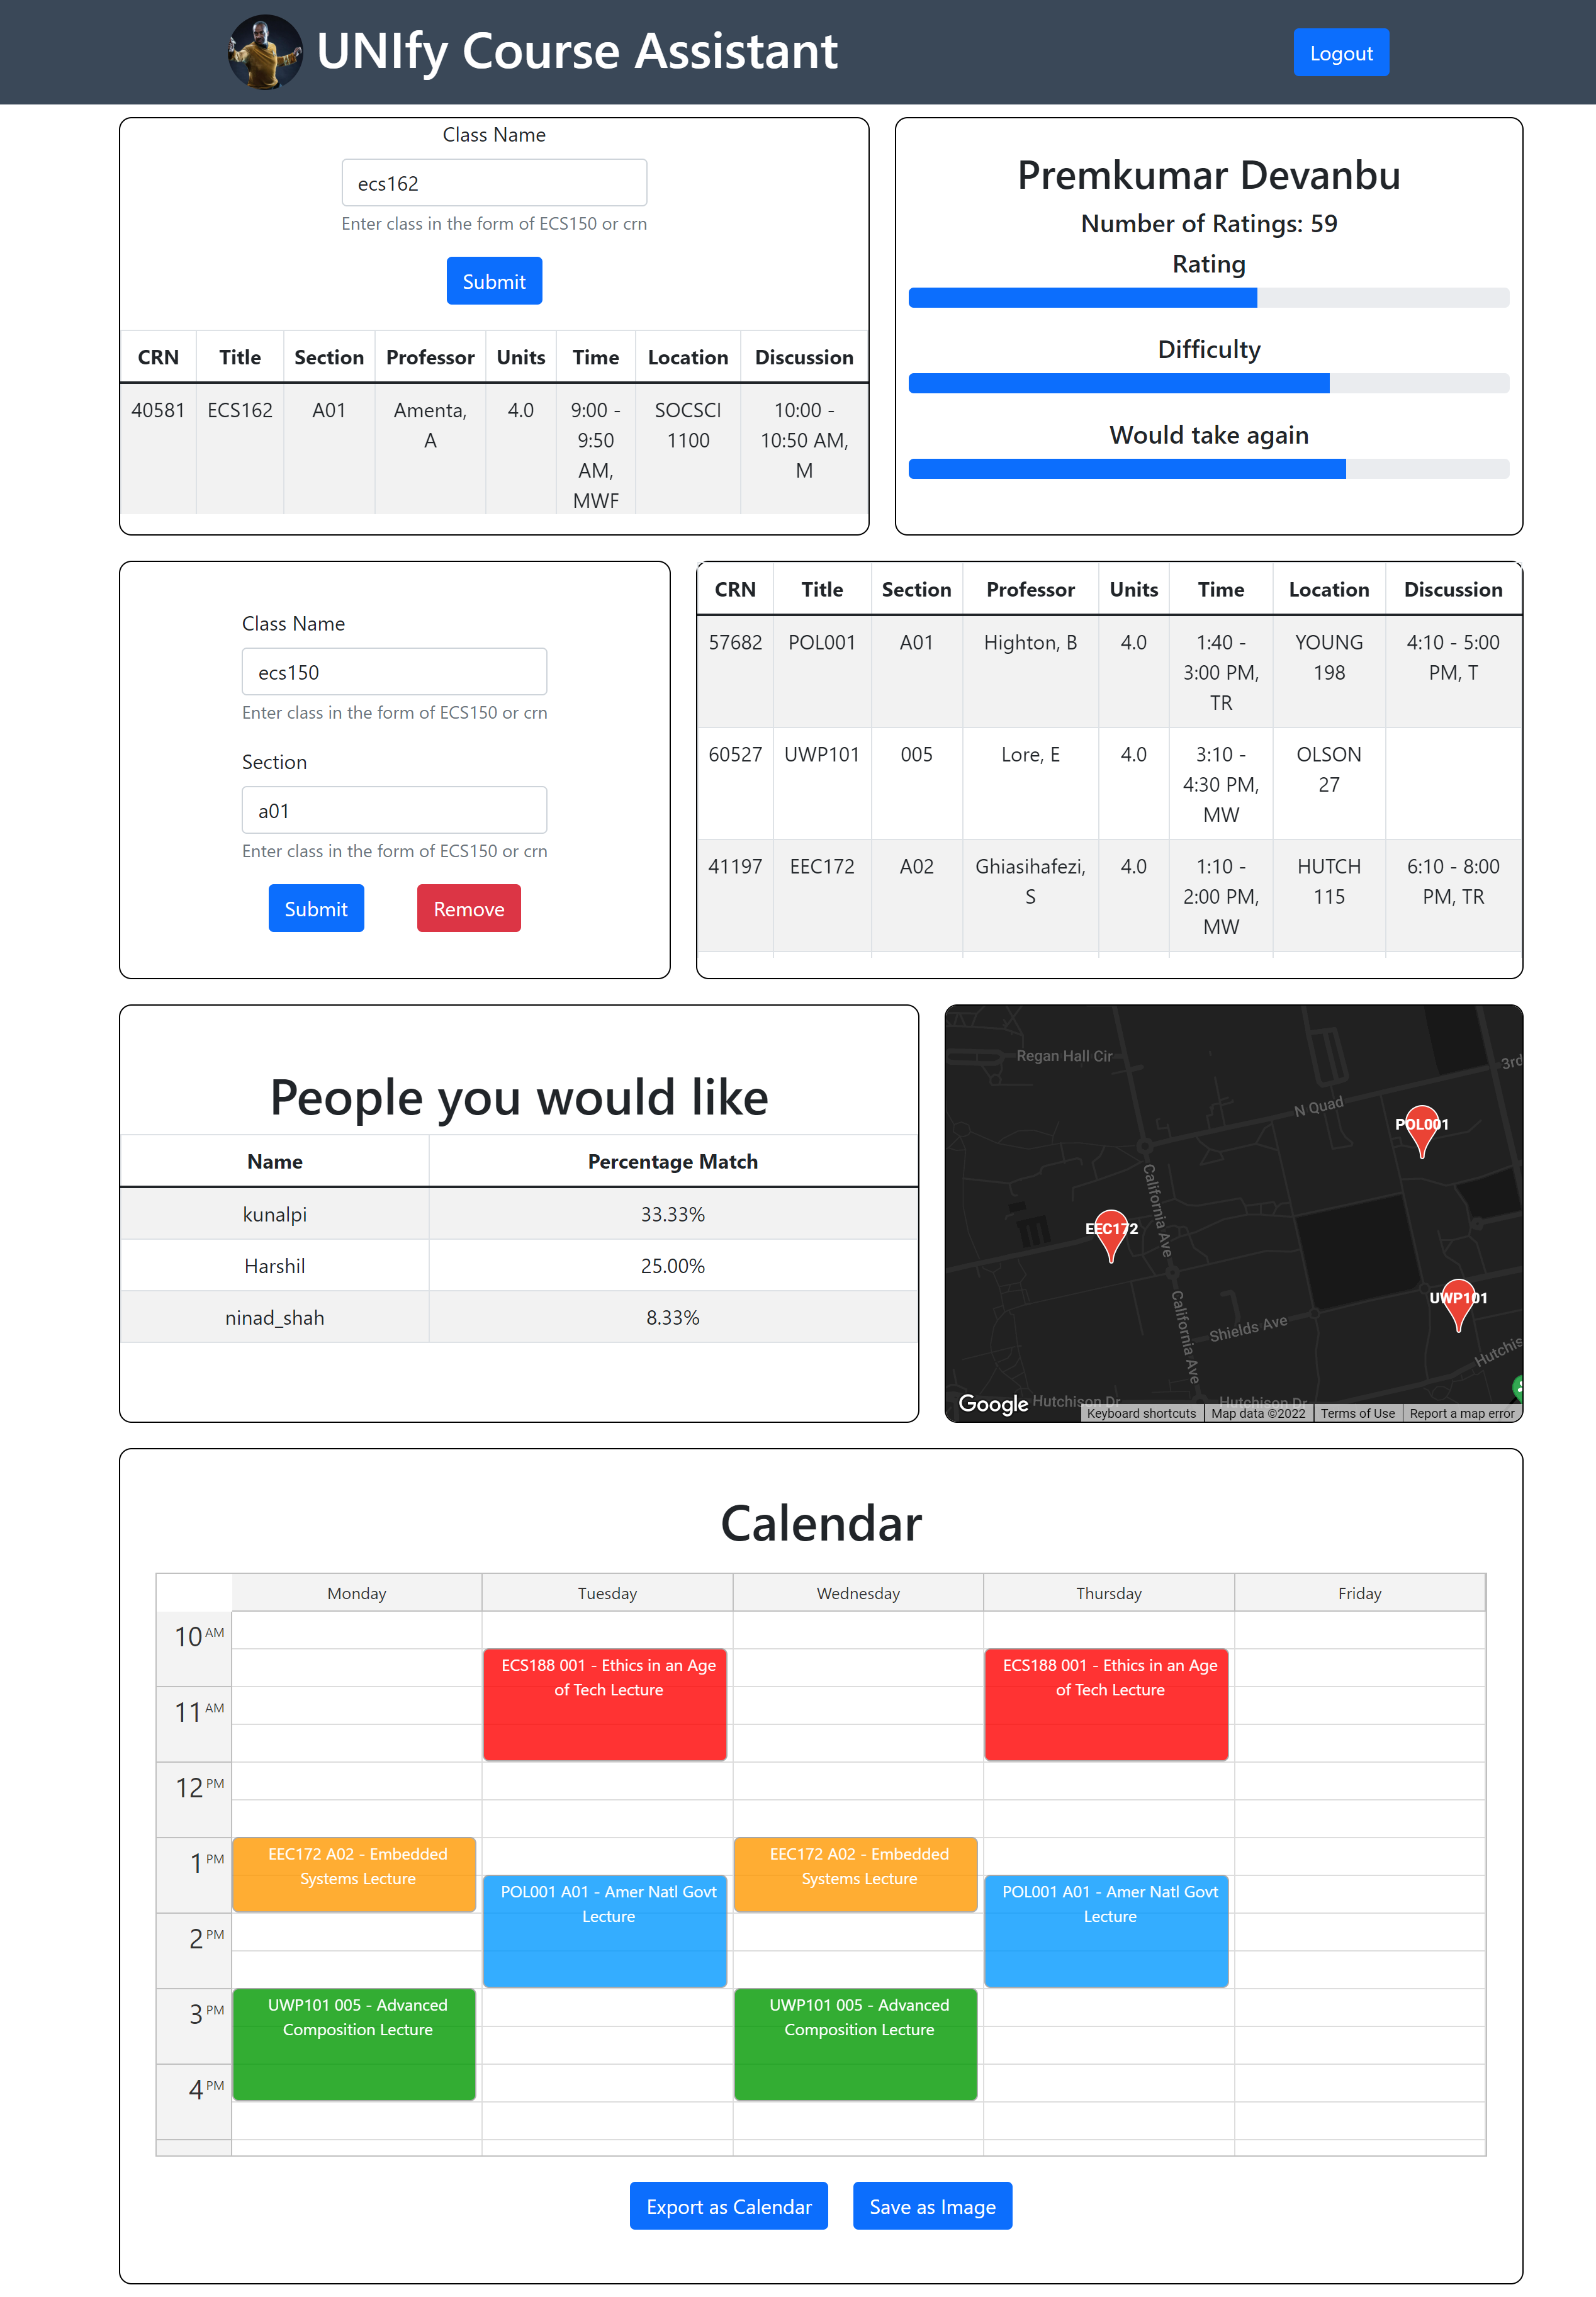 UNIfy Course Assistant
Logout
Class Name
ecs162
Enter class in the form of ECS150 or crn
Submit
CRN Title Section Professor Units Time Location Discussion
40581 ECS162 A01 Amenta, 4.0 9:00 - SOCSCI 10:00 -
A 9:50 1100 10:50 AM,
AM, M
MWF
Premkumar Devanbu
Number of Ratings: 59
Rating
Difficulty
Would take again
Class Name
ecs150
Enter class in the form of ECS150 or crn
Section
a01
Enter class in the form of ECS150 or crn
Submit Remove
CRN Title Section Professor Units Time Location Discussion
57682 POL001 A01 Highton, B 4.0 1:40 - YOUNG 4:10 - 5:00
3:00 PM, 198 PM, T
TR
60527 UWP101 005 Lore, E 4.0 3:10 - OLSON
4:30 PM, 27
MW
41197 EEC172 A02 Ghiasihafezi, 4.0 1:10 - HUTCH 6:10 - 8:00
S 2:00 PM, 115 PM, TR
MW
People you would like
Name Percentage Match
kunalpi 33.33%
Harshil 25.00%
ninad_shah 8.33%
Regan Hall Cir
3rd
N Quad
POL001
California Ave
EEC172
UWP101
California Ave
Shields Ave
Hutchis
Google
Hutchison Dr
Hutchison Dr
Keyboard shortcuts Map data ©2022 Terms of Use Report a map error
Calendar
Monday Tuesday Wednesday Thursday Friday
10 AM
ECS188 001 - Ethics in an Age ECS188 001 - Ethics in an Age
of Tech Lecture of Tech Lecture
11 AM
12 PM
1 PM
EEC172 A02 - Embedded EEC172 A02 - Embedded
Systems Lecture Systems Lecture
POL001 A01 - Amer Natl Govt POL001 A01 - Amer Natl Govt
Lecture Lecture
2 PM
3 PM
UWP101 005 - Advanced UWP101 005 - Advanced
Composition Lecture Composition Lecture
4 PM
Export as Calendar Save as Image